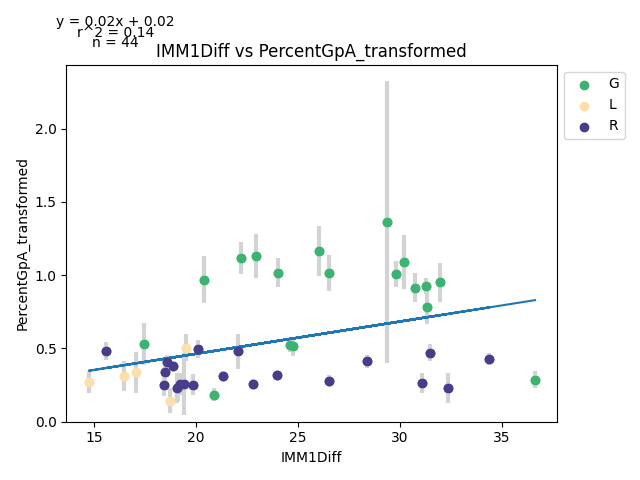 y = 0.02x + 0.02
r^2 = 0.14
n = 44
IMM1Diff vs PercentGpA_transformed
G
L
R
2.0
1.5
1.0
0.5
0.0
PercentGpA_transformed
15 20 25 30 35
IMM1Diff